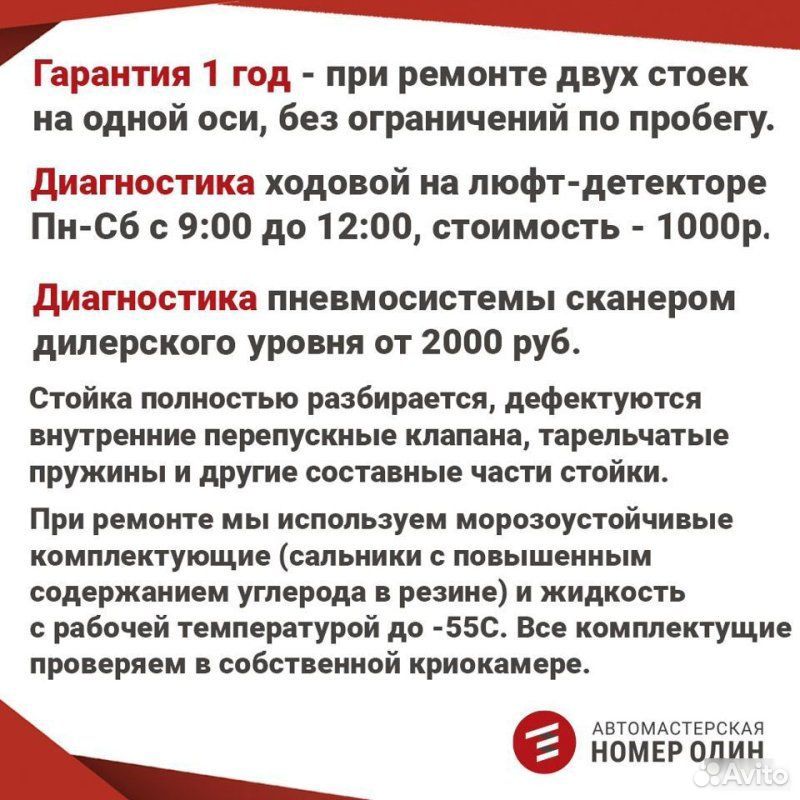 Гарантия 1 год - при ремонте двух стоек
на одной оси, без ограничений по пробегу.
Диагностика ходовой на люфт-детекторе
Пн-Сб с 9:00 до 12:00, стоимость - 1000р.
Диагностика пневмосистемы сканером
дилерского уровня от 2000 руб.
Стойка полностью разбирается, дефектуются
внутренние перепускные клапана, тарельчатые
пружины и другие составные части стойки.
При ремонте мы используем морозоустойчивые
комплектующие (сальники с повышенным
содержанием углерода в резине) и жидкость
с рабочей температурой до -55С. Все комплектущие
проверяем в собственной криокамере.
АВТОМАСТЕРСКАЯ
НОМЕР ОДИН
Avito